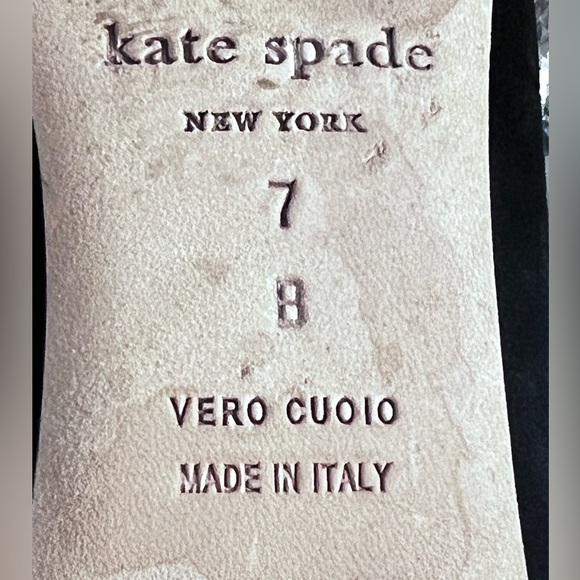 kate spade
NEW YORK
7
B
VERO CUOIO
MADE IN ITALY